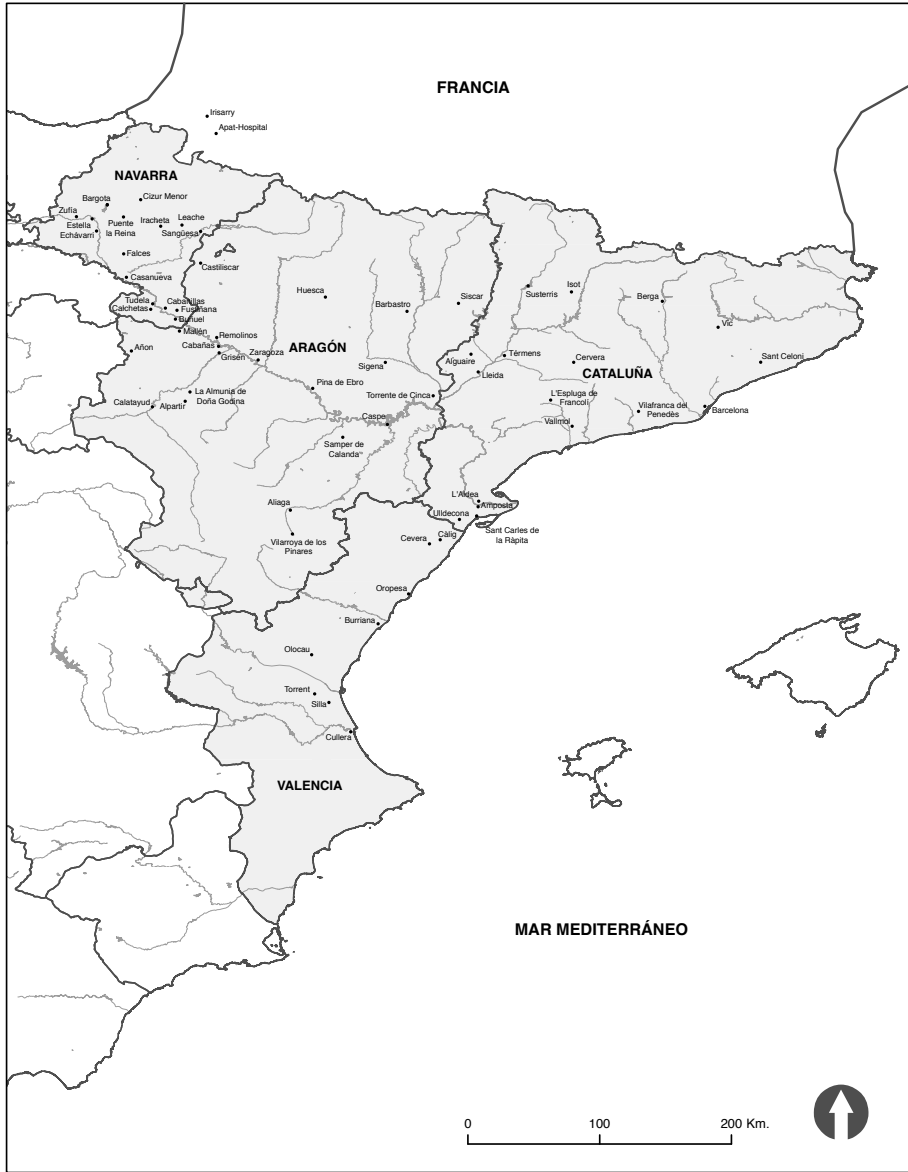 FRANCIA
Irisarry
Apat-Hospital
NAVARRA
Bargota
Cizur Menor
Zufía
Estella
Echávarri
Puente
la Reina
Iracheta
Leache
Sangüesa
Falces
Castiliscar
Casanueva
Tudela
Cabanillas
Calchetas
Fustiñana
Buñuel
Mallén
Remolinos
Cabañas
Grisén
Añon
Zaragoza
Huesca
Barbastro
Siscar
ARAGÓN
Sigena
Pina de Ebro
Torrente de Cinca
La Almunia de
Doña Godina
Calatayud
Alpartir
Caspe
Samper de
Calanda
Aliaga
Vilarroya de los
Pinares
Susterris
Isot
Berga
Vic
Sant Celoni
Alguaire
Térmens
Cervera
Lleida
CATALUÑA
L'Espluga de
Francolí
Vilafranca del
Penedès
Barcelona
Vallmol
L'Aldea
Amposta
Ulldecona
Sant Carles de
la Ràpita
Cevera
Càlig
Oropesa
Burriana
Olocau
Torrent
Silla
Cullera
VALENCIA
MAR MEDITERRÁNEO
0 100 200 Km.